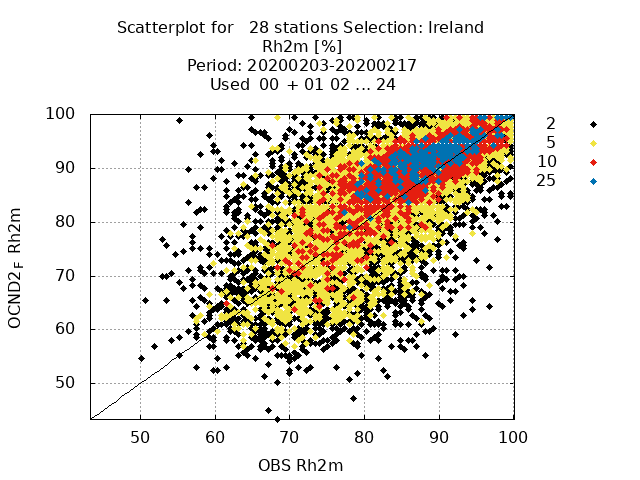 Scatterplot for 28 stations Selection: Ireland
Rh2m [%]
Period: 20200203-20200217
Used 00 + 01 02 ... 24
2
5
10
25
100
90
80
70
60
50
OCND2_F Rh2m
50 60 70 80 90 100
OBS Rh2m